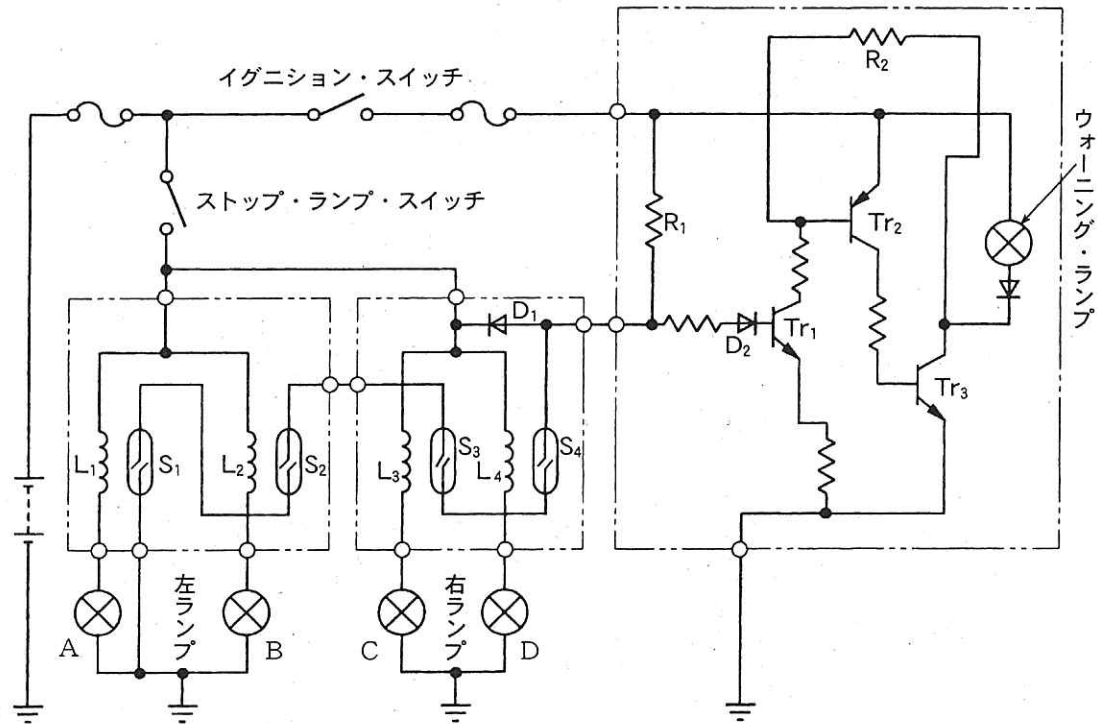 R₂
イグニション・スイッチ
ウォーニング・ランプ
ストップ・ランプ・スイッチ
R₁
Tr₂
D₁
D₂
Tr₁
Tr₃
L₁
S₁
L₂
S₂
L₃
S₃
L₄
S₄
A
左ランプ
B
C
右ランプ
D